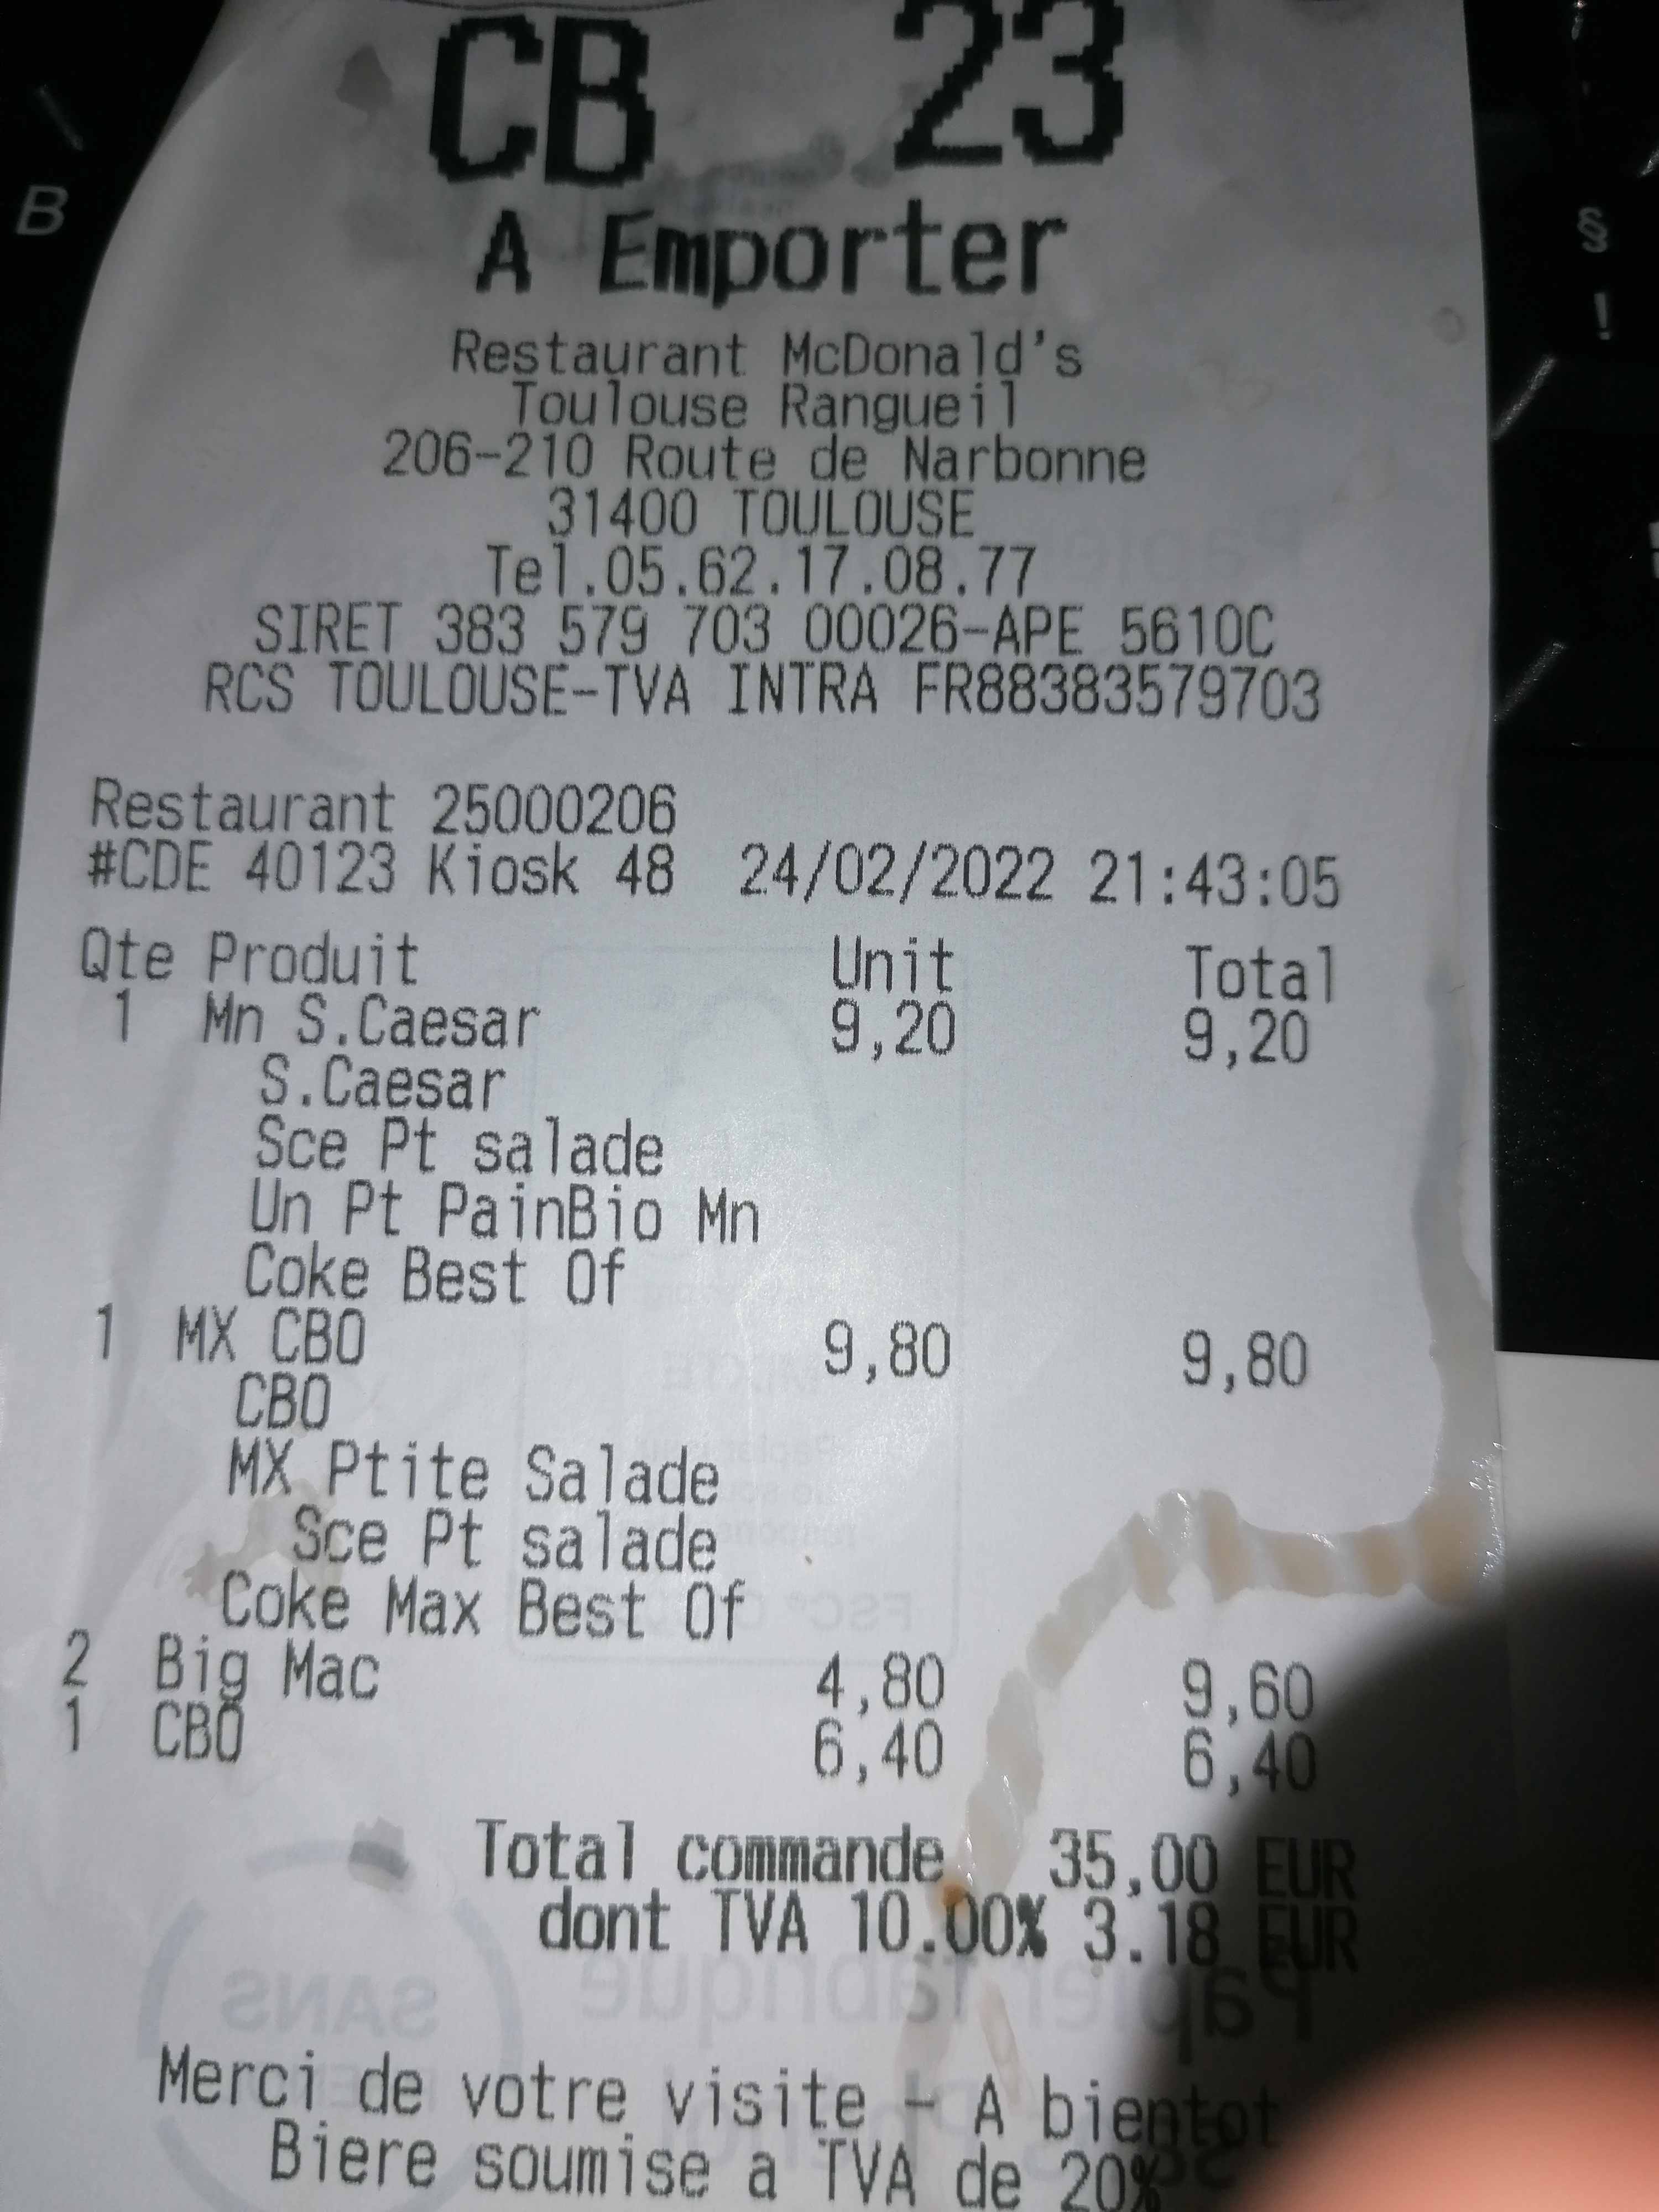 CB 23
A Emporter
Restaurant McDonald's
Toulouse Rangueil
206-210 Route de Narbonne
31400 TOULOUSE
Tel.05.62.17.08.77
SIRET 383 579 703 00026-APE 5610C
RCS TOULOUSE-TVA INTRA FR88383579703
Restaurant 25000206
#CDE 40123 Kiosk 48 24/02/2022 21:43:05
Qte Produit Unit Total
1 Mn S.Caesar 9,20 9,20
S.Caesar
Sce Pt salade
Un Pt PainBio Mn
Coke Best Of
1 MX CBO 9,80 9,80
CBO
MX Ptite Salade
Sce Pt salade
Coke Max Best Of
2 Big Mac 4,80 9,60
1 CBO 6,40 6,40
Total commande 35,00 EUR
dont TVA 10.00% 3.18 EUR
Papier fabriqué
SANS
Merci de votre visite - A bientot
Biere soumise a TVA de 20%
B
§
!